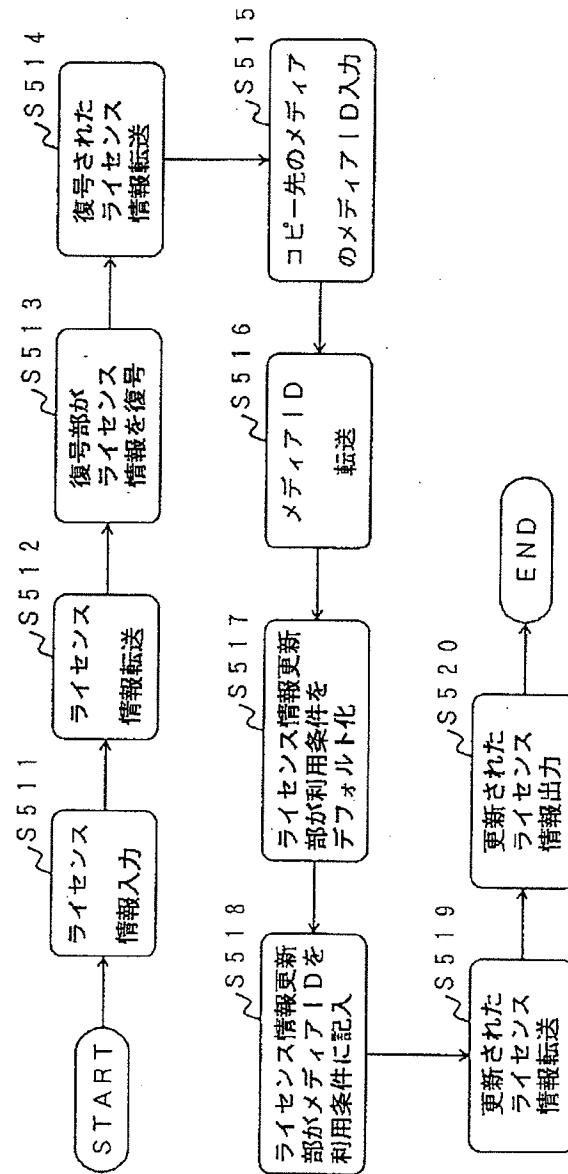 START
S511
ライセンス
情報入力
S512
ライセンス
情報転送
S513
復号部が
ライセンス
情報を復号
S514
復号された
ライセンス
情報転送
S515
コピー先のメディア
のメディアID入力
S516
メディアID
転送
S517
ライセンス情報更新
部が利用条件を
デフォルト化
S518
ライセンス情報更新
部がメディアIDを
利用条件に記入
S519
更新された
ライセンス
情報転送
S520
更新された
ライセンス
情報出力
END